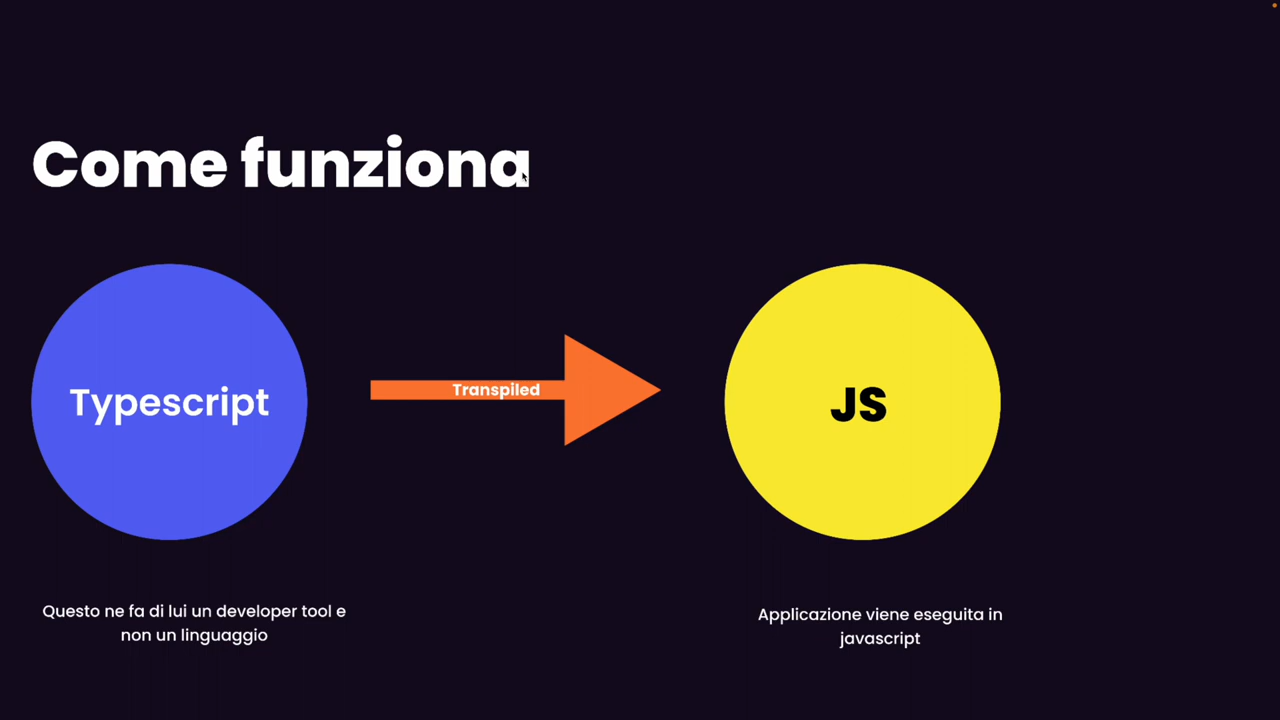 Come funziona
Typescript
Transpiled
JS
Questo ne fa di lui un developer tool e
non un linguaggio
Applicazione viene eseguita in
javascript